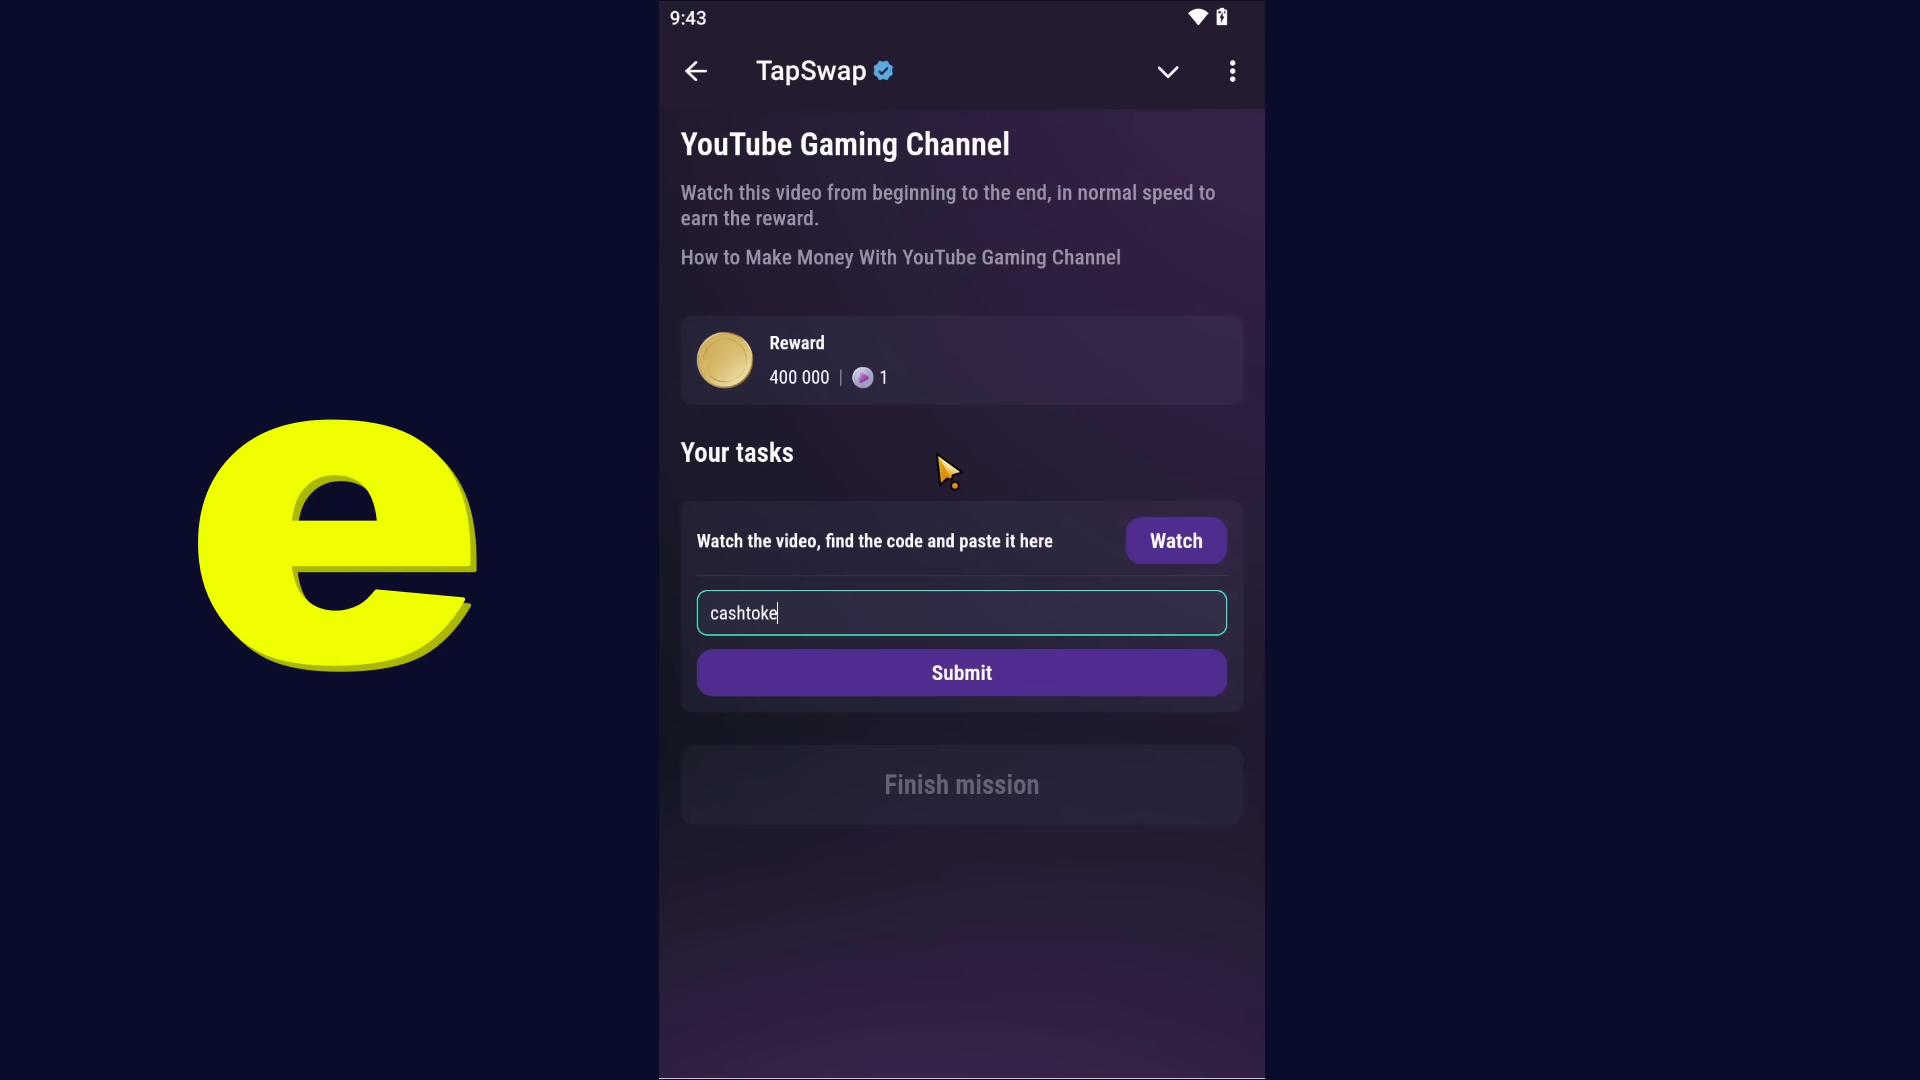 9:43
TapSwap
YouTube Gaming Channel
Watch this video from beginning to the end, in normal speed to
earn the reward.
How to Make Money With YouTube Gaming Channel
Reward
400 000 | 1
Your tasks
e
Watch the video, find the code and paste it here
Watch
cashtoke
Submit
Finish mission